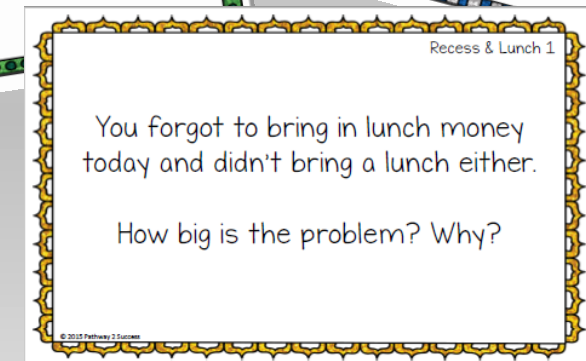 Recess & Lunch 1
You forgot to bring in lunch money
today and didn't bring a lunch either.
How big is the problem? Why?
© 2015 Pathway 2 Success